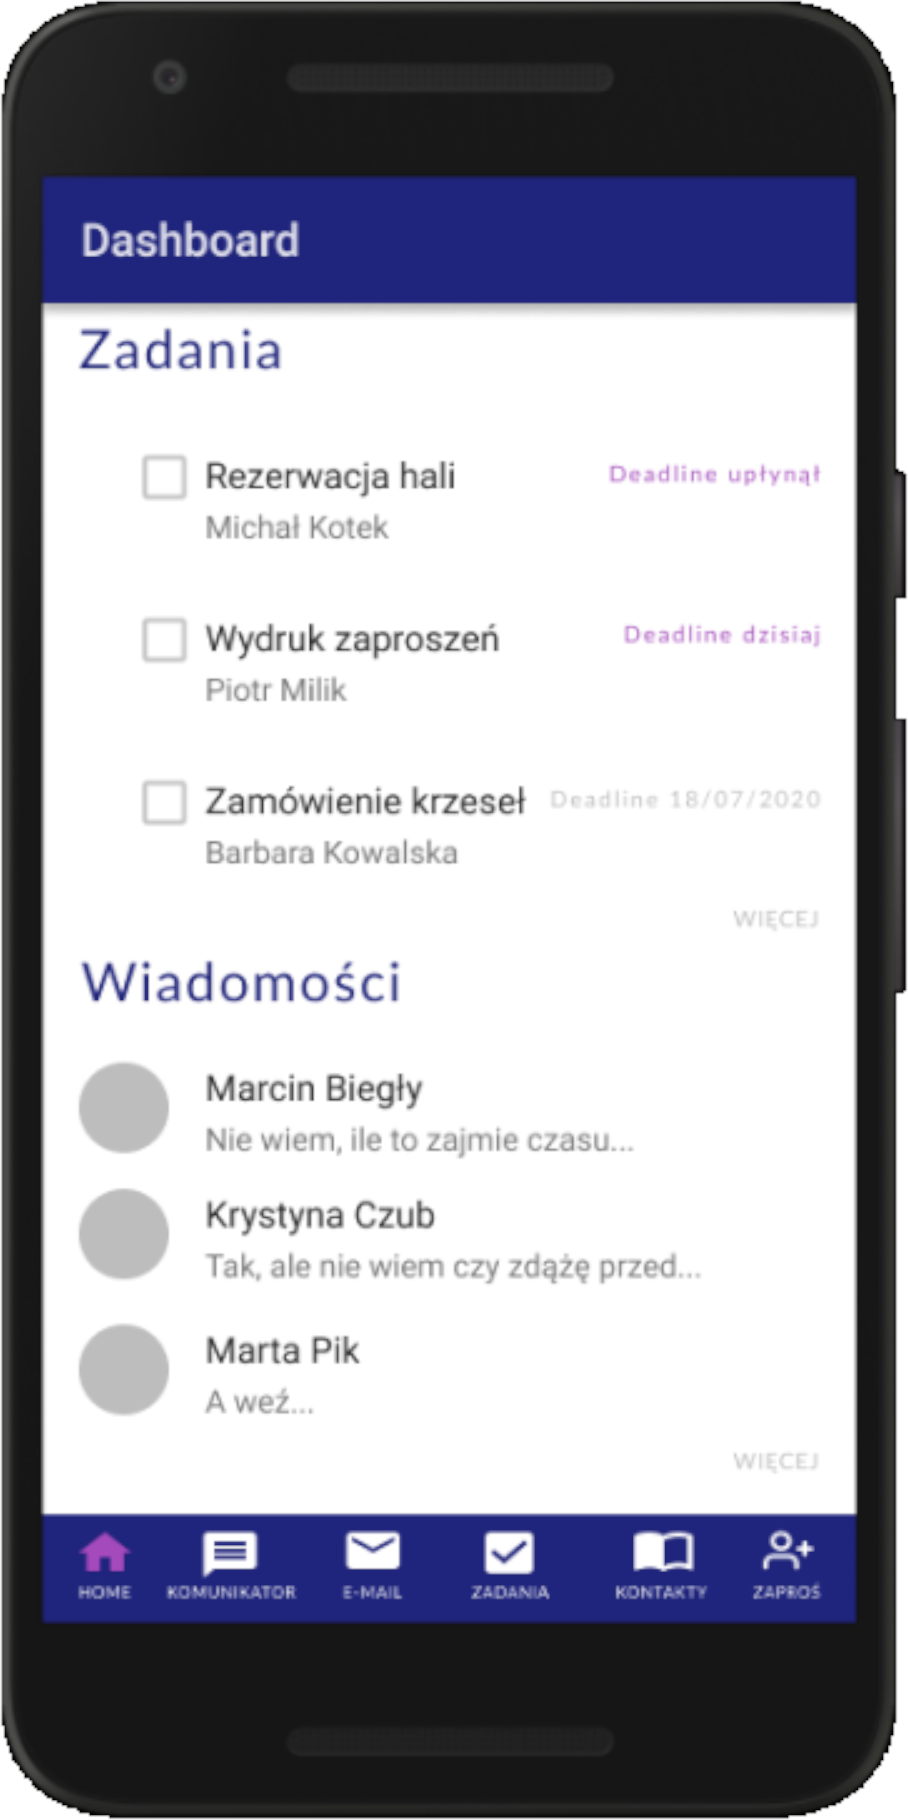 Dashboard
Zadania
Rezerwacja hali
Deadline upłynął
Michał Kotek
Wydruk zaproszeń
Deadline dzisiaj
Piotr Milik
Zamówienie krzeseł
Deadline 18/07/2020
Barbara Kowalska
WIĘCEJ
Wiadomości
Marcin Biegły
Nie wiem, ile to zajmie czasu...
Krystyna Czub
Tak, ale nie wiem czy zdążę przed...
Marta Pik
A weź...
WIĘCEJ
HOME KOMUNIKATOR E-MAIL ZADANIA KONTAKTY ZAPROŚ